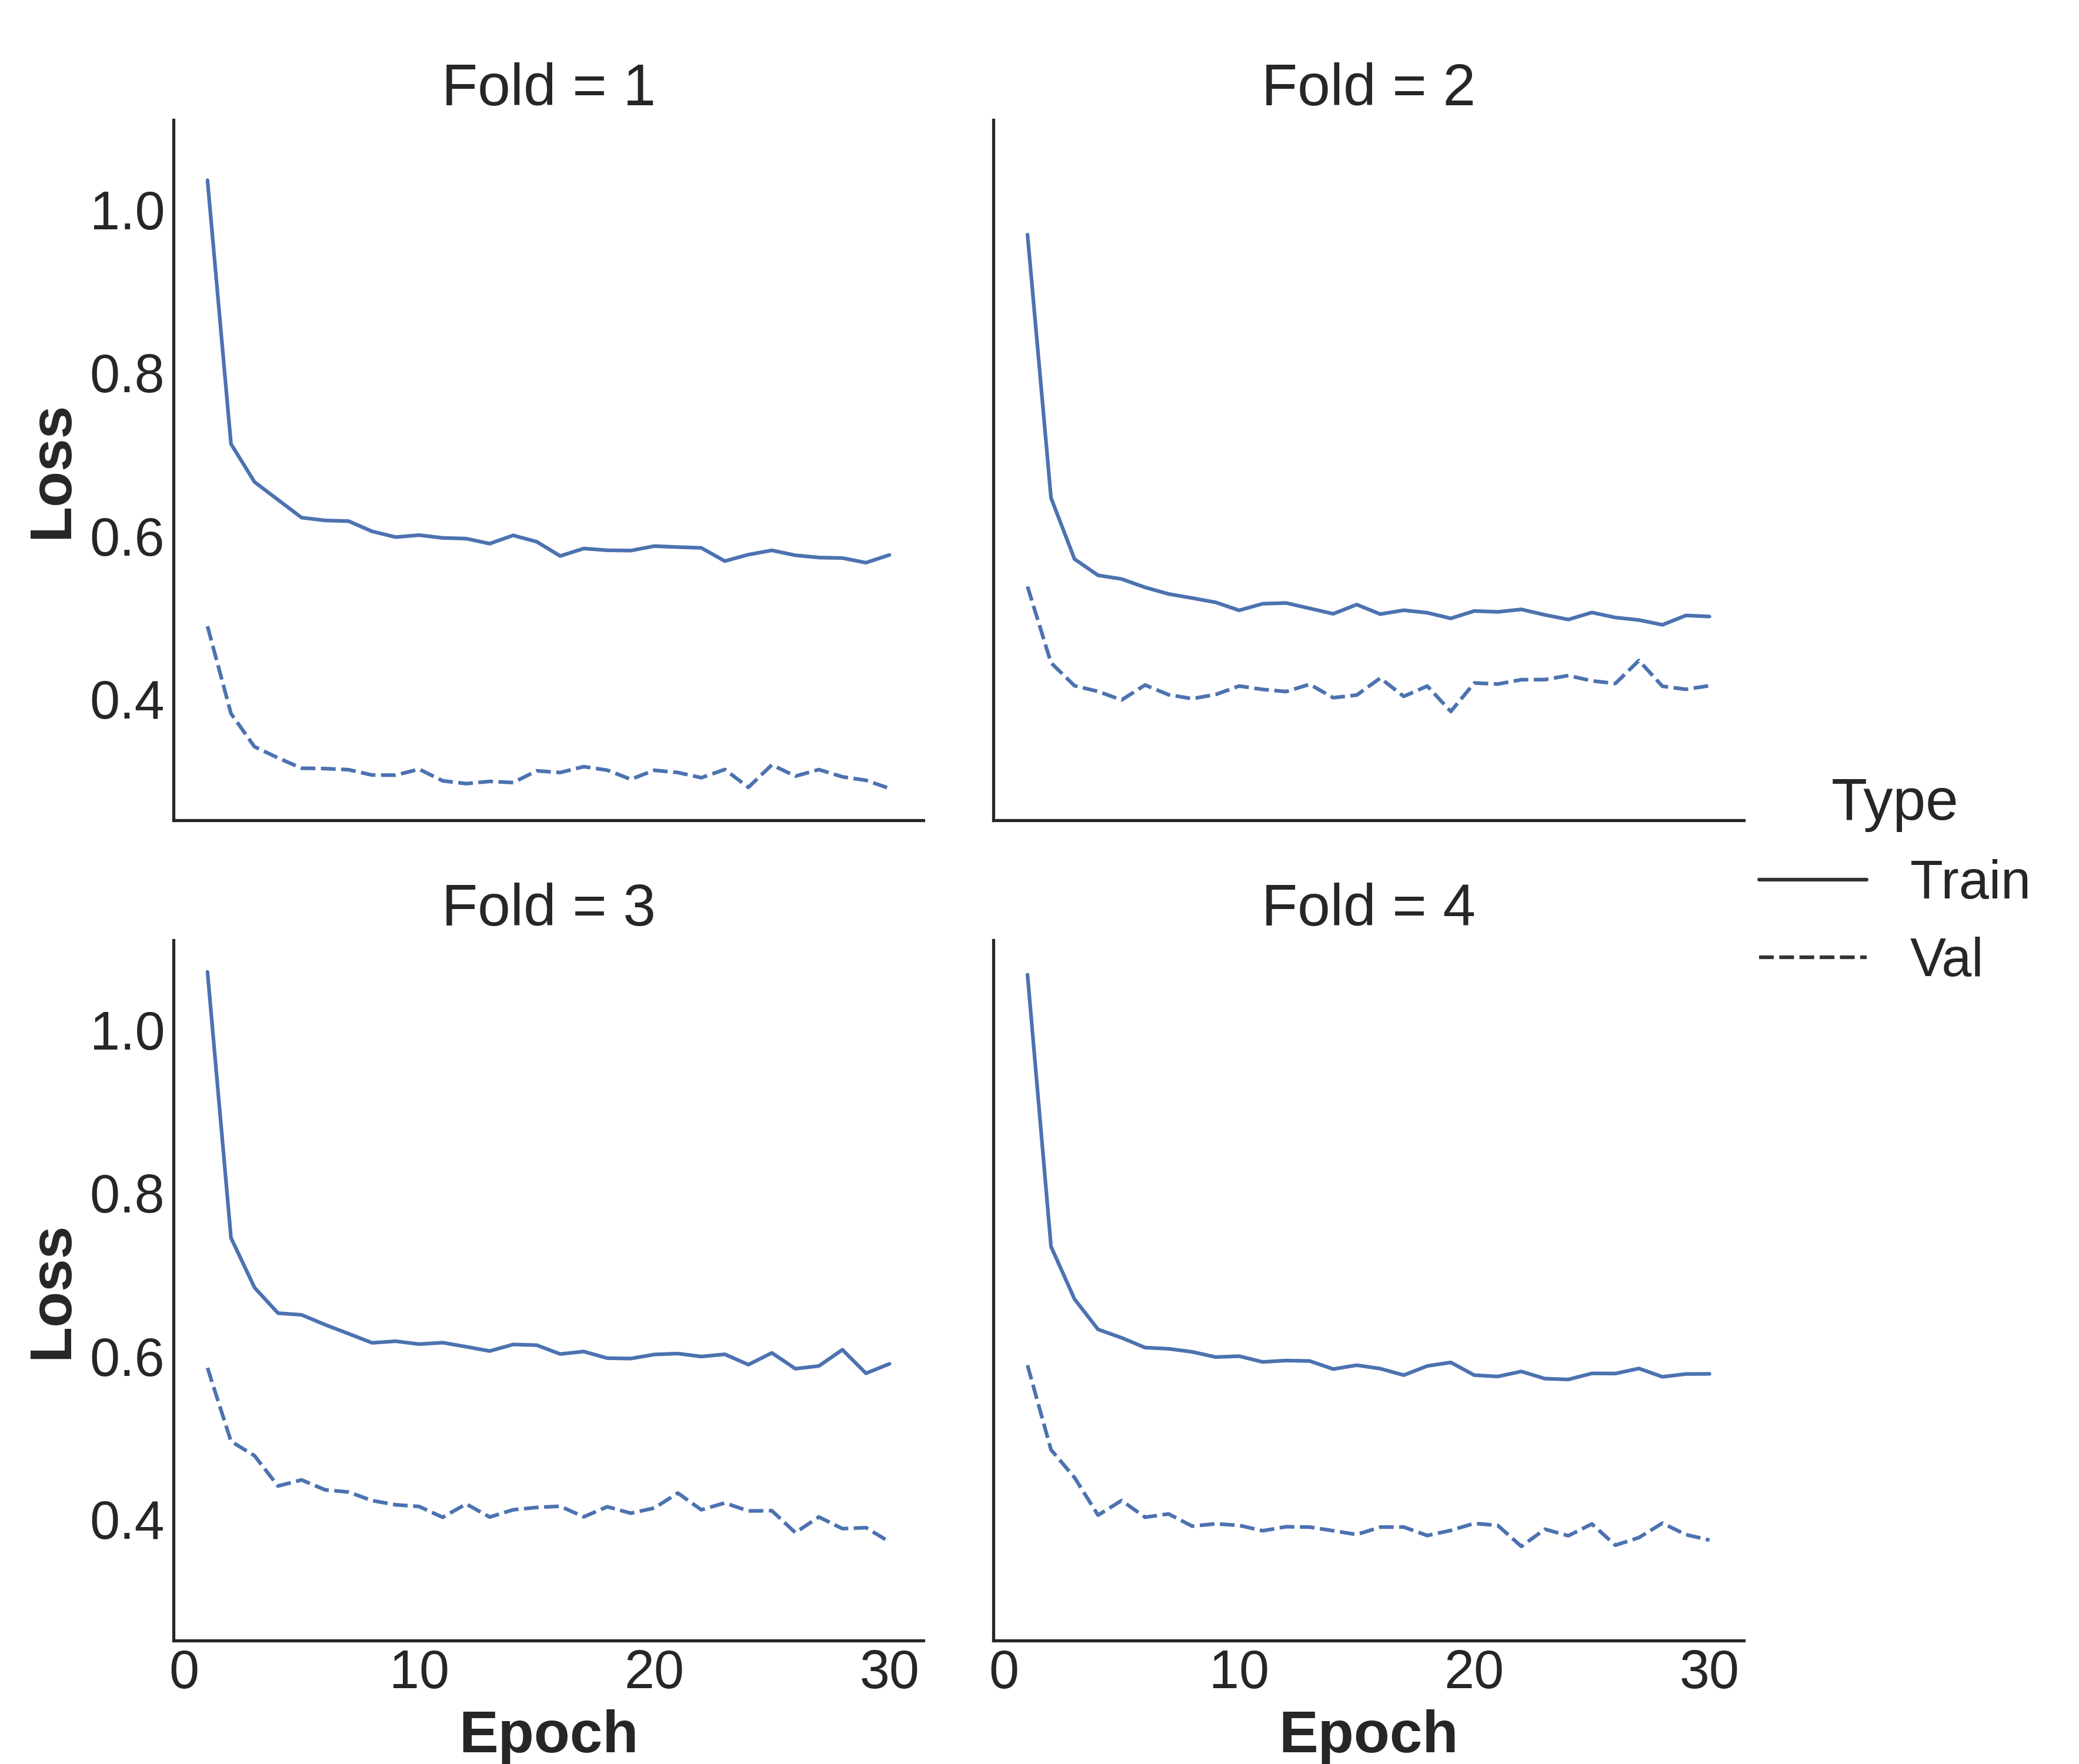 Fold = 1
Fold = 2
1.0
0.8
0.6
0.4
Loss
Type
Train
Val
Fold = 3
Fold = 4
1.0
0.8
0.6
0.4
Loss
0 10 20 30
0 10 20 30
Epoch
Epoch